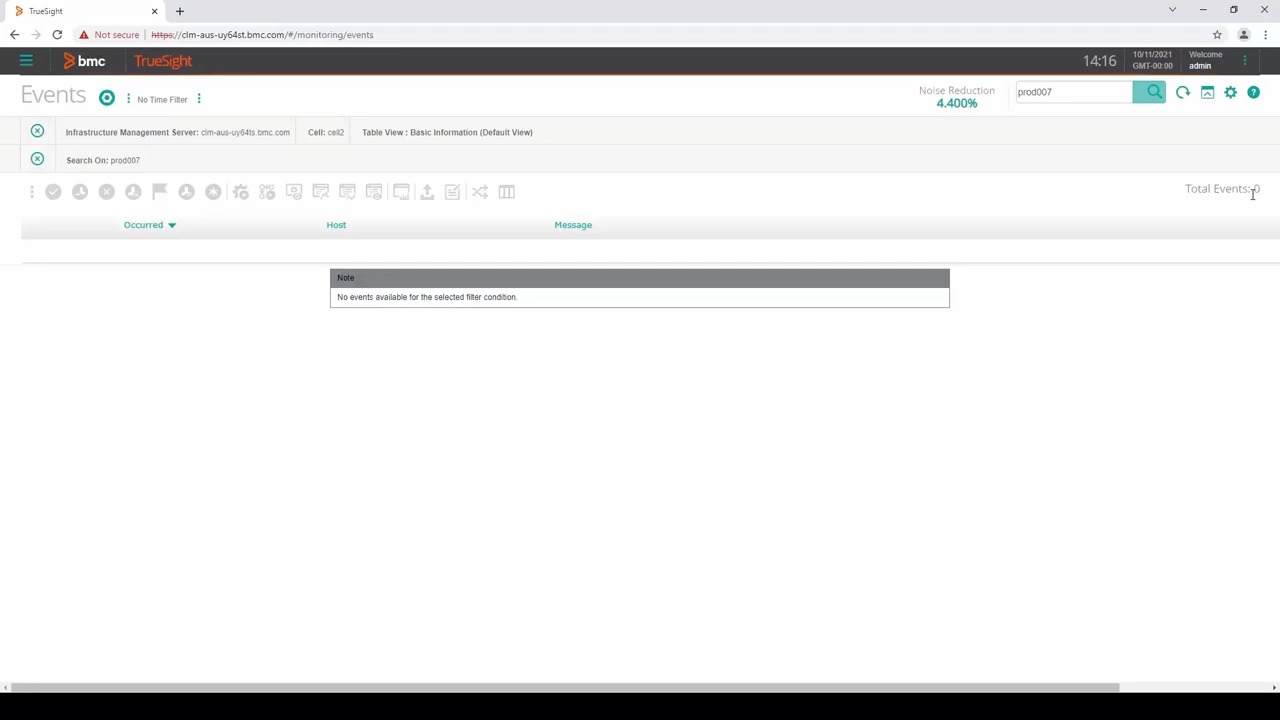 TrueSight
Not secure https://clm-aus-uy64st.bmc.com/#/monitoring/events
bmc TrueSight 14:16 10/11/2021 GMT-00:00 Welcome admin
Events No Time Filter Noise Reduction 4.400% prod007
Infrastructure Management Server: clm-aus-uy64ts.bmc.com Cell: cell2 Table View : Basic Information (Default View)
Search On: prod007
Total Events: 0
Occurred Host Message
Note
No events available for the selected filter condition.